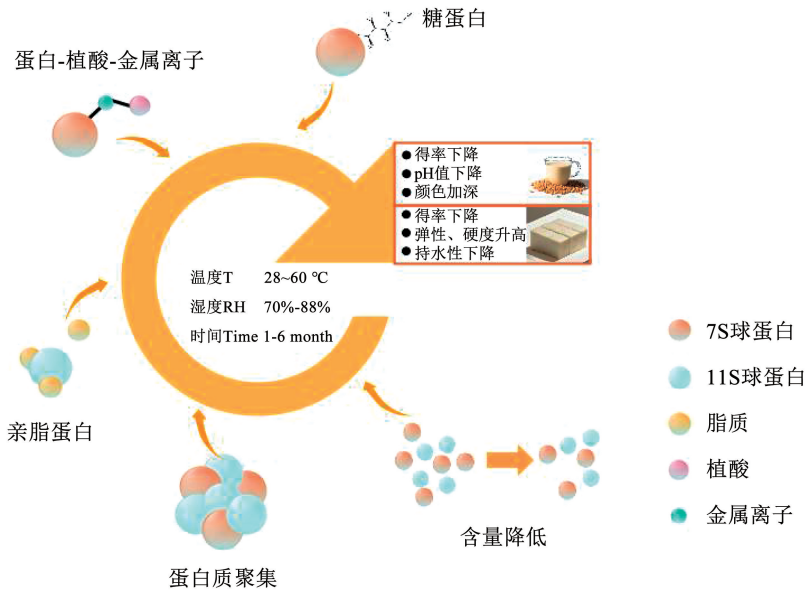 糖蛋白
蛋白-植酸-金属离子
●得率下降
●pH值下降
●颜色加深
●得率下降
●弹性、硬度升高
●持水性下降
温度T 28~60 ℃
湿度RH 70%-88%
时间Time 1-6 month
亲脂蛋白
蛋白质聚集
含量降低
7S球蛋白
11S球蛋白
脂质
植酸
金属离子